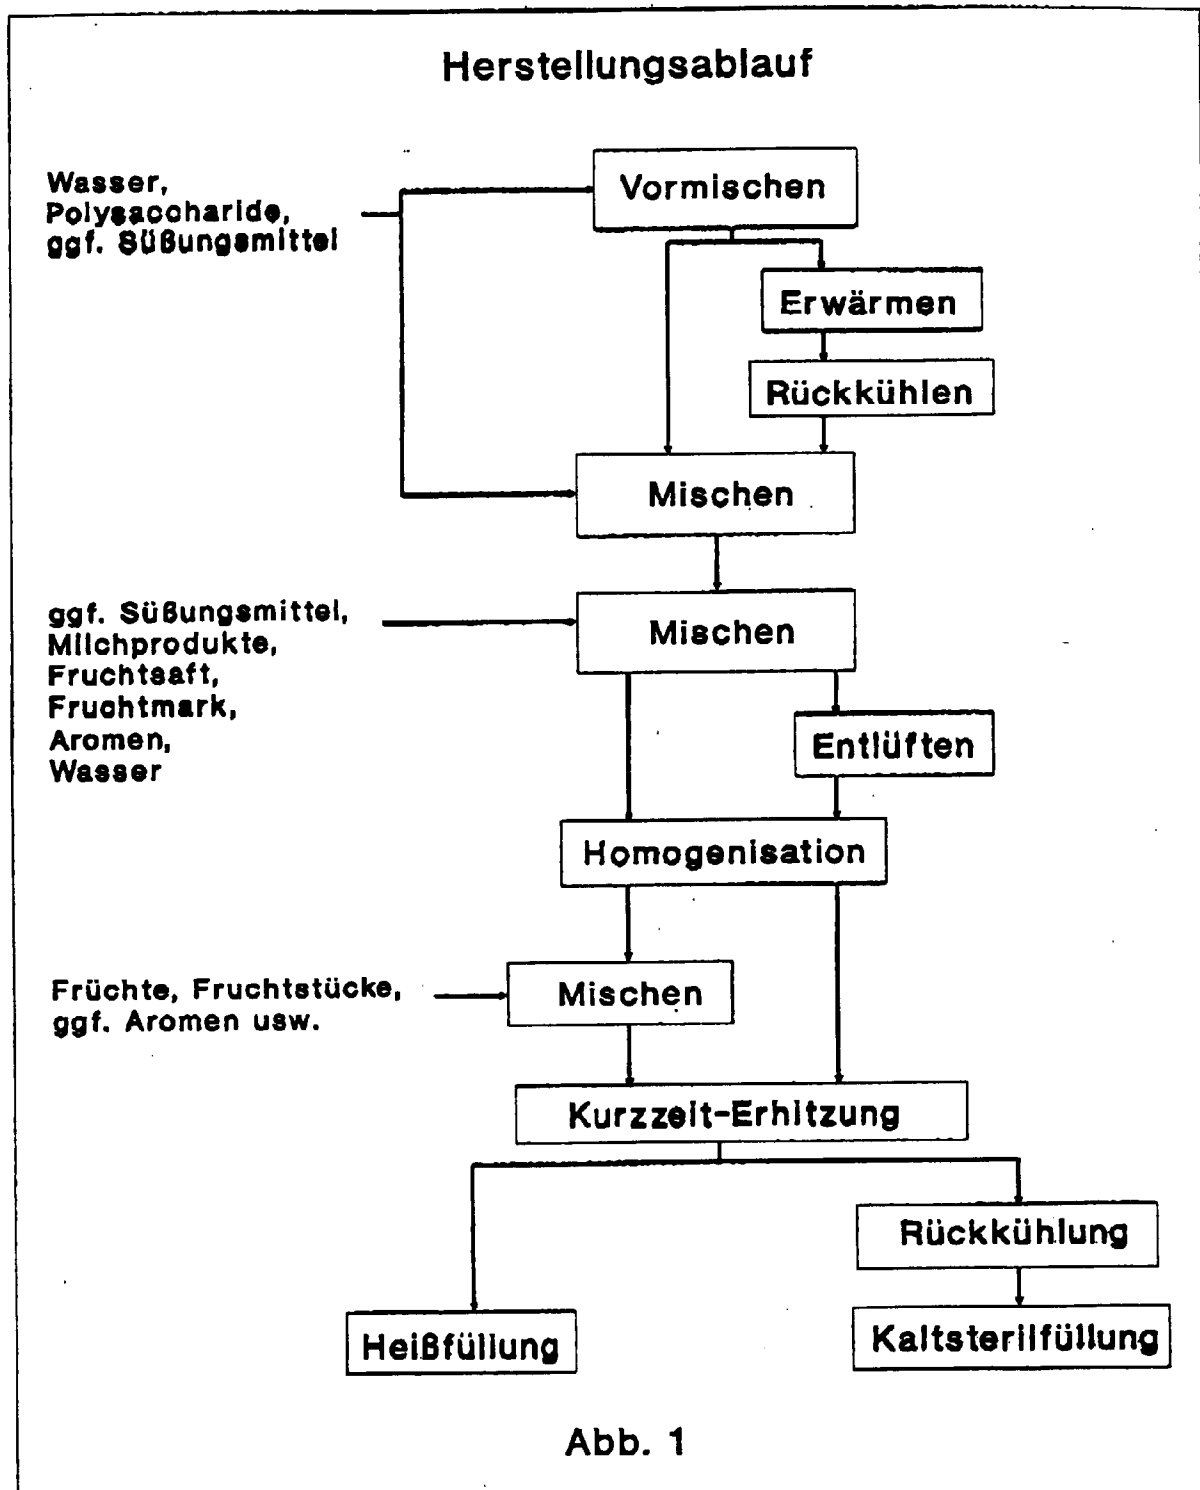 Herstellungsablauf
Wasser,
Polysaccharide,
ggf. Süßungsmittel
Vormischen
Erwärmen
Rückkühlen
Mischen
ggf. Süßungsmittel,
Milchprodukte,
Fruchtsaft,
Fruchtmark,
Aromen,
Wasser
Mischen
Entlüften
Homogenisation
Früchte, Fruchtstücke,
ggf. Aromen usw.
Mischen
Kurzzeit-Erhitzung
Rückkühlung
Heißfüllung
Kaltsterilfüllung
Abb. 1